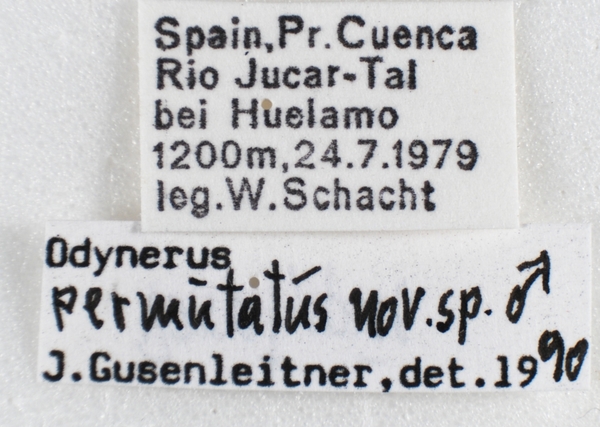 Spain,Pr.Cuenca
Rio Jucar-Tal
bei Huelamo
1200m,24.7.1979
leg.W.Schacht
Odynerus
permutatus nov.sp. ♂
J.Gusenleitner,det.1990